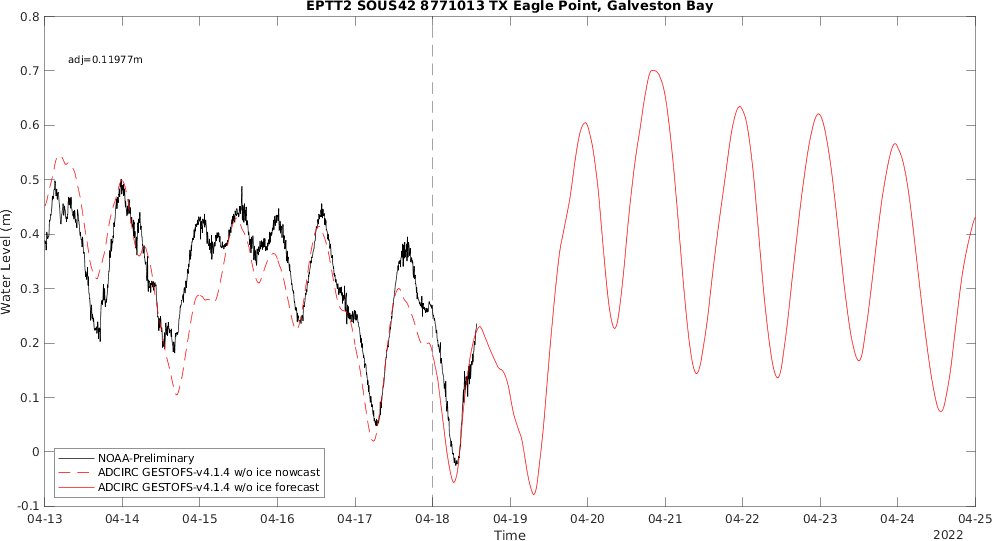 EPTT2 SOUS42 8771013 TX Eagle Point, Galveston Bay
adj=0.11977m
0.8
0.7
0.6
0.5
0.4
0.3
0.2
0.1
0
-0.1
Water Level (m)
NOAA-Preliminary
ADCIRC GESTOFS-v4.1.4 w/o ice nowcast
ADCIRC GESTOFS-v4.1.4 w/o ice forecast
04-13 04-14 04-15 04-16 04-17 04-18 04-19 04-20 04-21 04-22 04-23 04-24 04-25
Time
2022